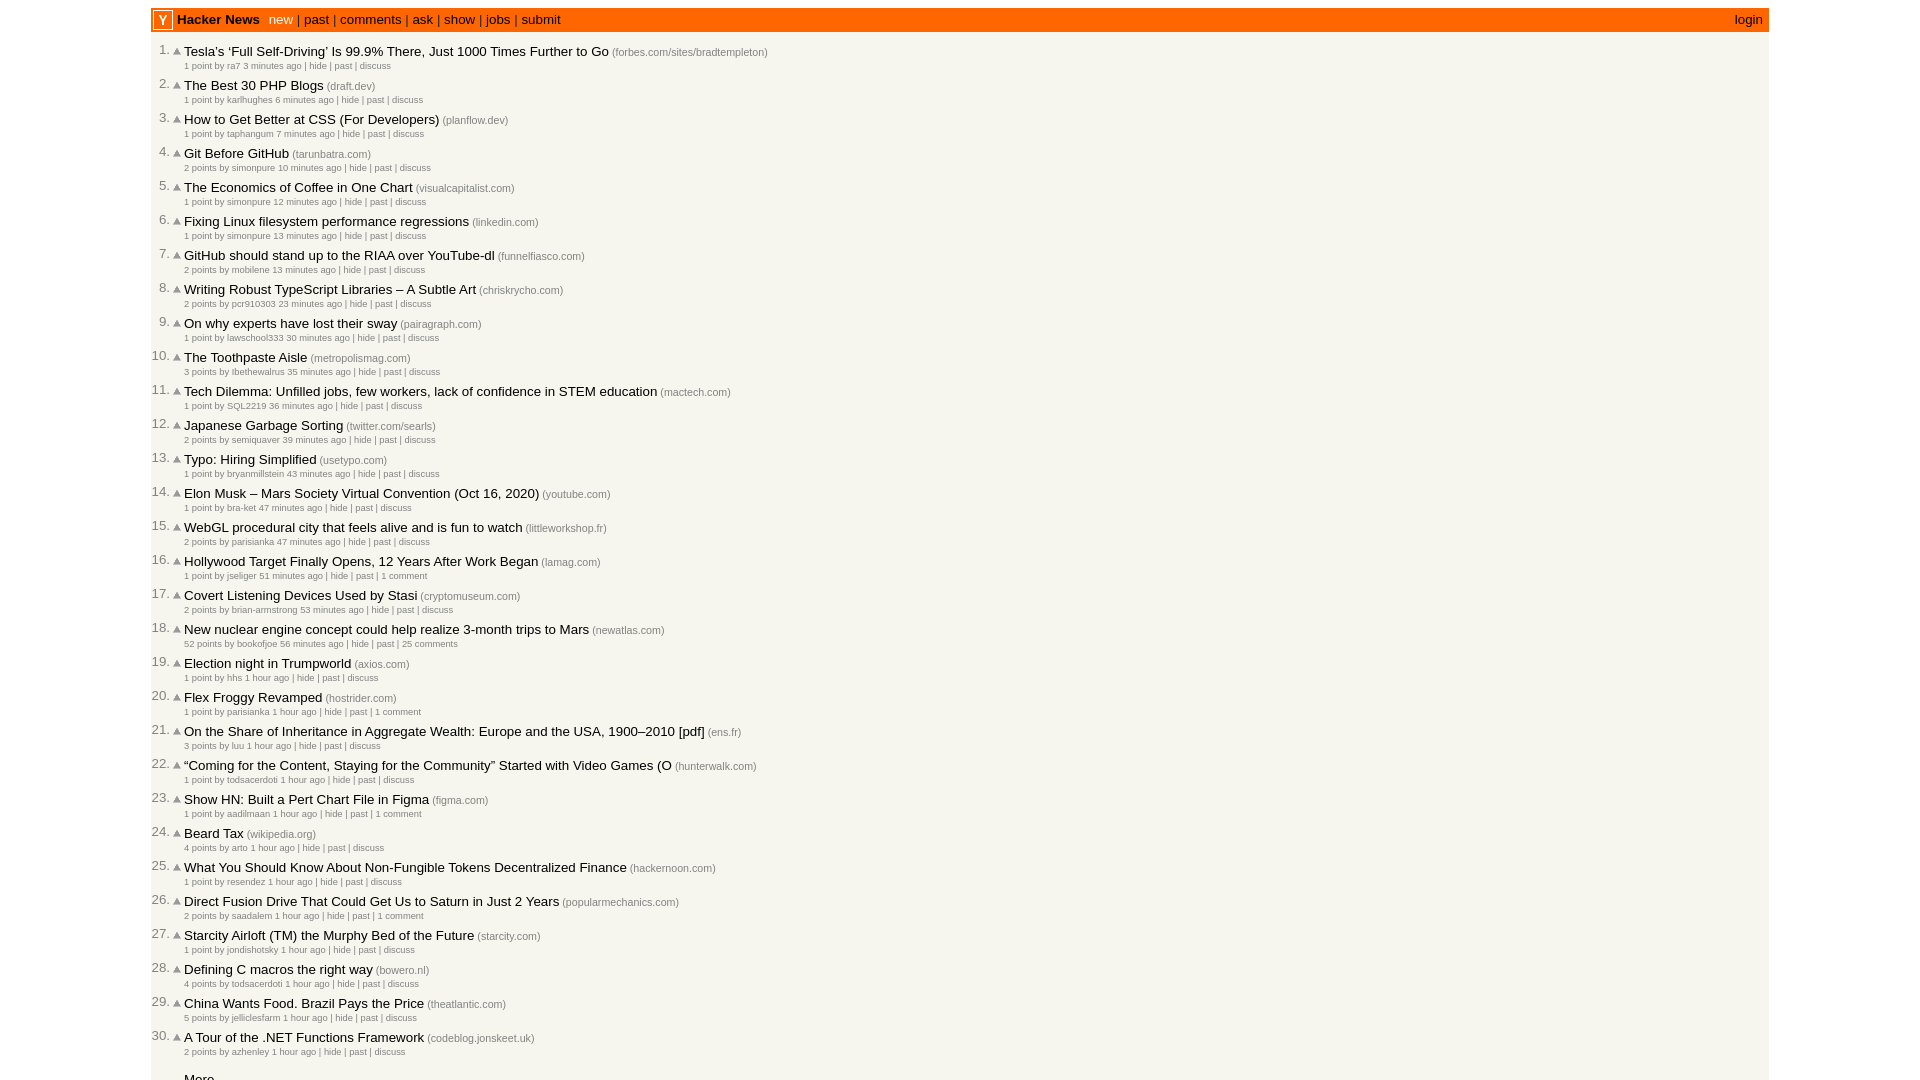 Y Hacker News new | past | comments | ask | show | jobs | submit login
1. Tesla's ‘Full Self-Driving’ Is 99.9% There, Just 1000 Times Further to Go (forbes.com/sites/bradtempleton)
1 point by ra7 3 minutes ago | hide | past | discuss
2. The Best 30 PHP Blogs (draft.dev)
1 point by karlhughes 6 minutes ago | hide | past | discuss
3. How to Get Better at CSS (For Developers) (planflow.dev)
1 point by taphangum 7 minutes ago | hide | past | discuss
4. Git Before GitHub (tarunbatra.com)
2 points by simonpure 10 minutes ago | hide | past | discuss
5. The Economics of Coffee in One Chart (visualcapitalist.com)
1 point by simonpure 12 minutes ago | hide | past | discuss
6. Fixing Linux filesystem performance regressions (linkedin.com)
1 point by simonpure 13 minutes ago | hide | past | discuss
7. GitHub should stand up to the RIAA over YouTube-dl (funnelfiasco.com)
2 points by mobilene 13 minutes ago | hide | past | discuss
8. Writing Robust TypeScript Libraries – A Subtle Art (chriskrycho.com)
2 points by pcr910303 23 minutes ago | hide | past | discuss
9. On why experts have lost their sway (pairagraph.com)
1 point by lawschool333 30 minutes ago | hide | past | discuss
10. The Toothpaste Aisle (metropolismag.com)
3 points by Ibethewalrus 35 minutes ago | hide | past | discuss
11. Tech Dilemma: Unfilled jobs, few workers, lack of confidence in STEM education (mactech.com)
1 point by SQL2219 36 minutes ago | hide | past | discuss
12. Japanese Garbage Sorting (twitter.com/searls)
2 points by semiquaver 39 minutes ago | hide | past | discuss
13. Typo: Hiring Simplified (usetypo.com)
1 point by bryanmillstein 43 minutes ago | hide | past | discuss
14. Elon Musk – Mars Society Virtual Convention (Oct 16, 2020) (youtube.com)
1 point by bra-ket 47 minutes ago | hide | past | discuss
15. WebGL procedural city that feels alive and is fun to watch (littleworkshop.fr)
2 points by parisianka 47 minutes ago | hide | past | discuss
16. Hollywood Target Finally Opens, 12 Years After Work Began (lamag.com)
1 point by jseliger 51 minutes ago | hide | past | 1 comment
17. Covert Listening Devices Used by Stasi (cryptomuseum.com)
2 points by brian-armstrong 53 minutes ago | hide | past | discuss
18. New nuclear engine concept could help realize 3-month trips to Mars (newatlas.com)
52 points by bookofjoe 56 minutes ago | hide | past | 25 comments
19. Election night in Trumpworld (axios.com)
1 point by hhs 1 hour ago | hide | past | discuss
20. Flex Froggy Revamped (hostrider.com)
1 point by parisianka 1 hour ago | hide | past | 1 comment
21. On the Share of Inheritance in Aggregate Wealth: Europe and the USA, 1900–2010 [pdf] (ens.fr)
3 points by luu 1 hour ago | hide | past | discuss
22. “Coming for the Content, Staying for the Community” Started with Video Games (O (hunterwalk.com)
1 point by todsacerdoti 1 hour ago | hide | past | discuss
23. Show HN: Built a Pert Chart File in Figma (figma.com)
1 point by aadilmaan 1 hour ago | hide | past | 1 comment
24. Beard Tax (wikipedia.org)
4 points by arto 1 hour ago | hide | past | discuss
25. What You Should Know About Non-Fungible Tokens Decentralized Finance (hackernoon.com)
1 point by resendez 1 hour ago | hide | past | discuss
26. Direct Fusion Drive That Could Get Us to Saturn in Just 2 Years (popularmechanics.com)
2 points by saadalem 1 hour ago | hide | past | 1 comment
27. Starcity Airloft (TM) the Murphy Bed of the Future (starcity.com)
1 point by jondishotsky 1 hour ago | hide | past | discuss
28. Defining C macros the right way (bowero.nl)
4 points by todsacerdoti 1 hour ago | hide | past | discuss
29. China Wants Food. Brazil Pays the Price (theatlantic.com)
5 points by jelliclesfarm 1 hour ago | hide | past | discuss
30. A Tour of the .NET Functions Framework (codeblog.jonskeet.uk)
2 points by azhenley 1 hour ago | hide | past | discuss
More